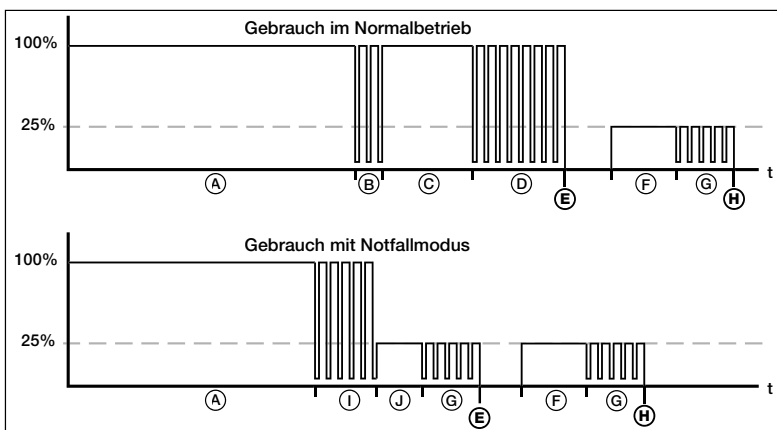 Gebrauch im Normalbetrieb
100%
25%
t
A B C D E F G H
Gebrauch mit Notfallmodus
100%
25%
t
A I J G E F G H